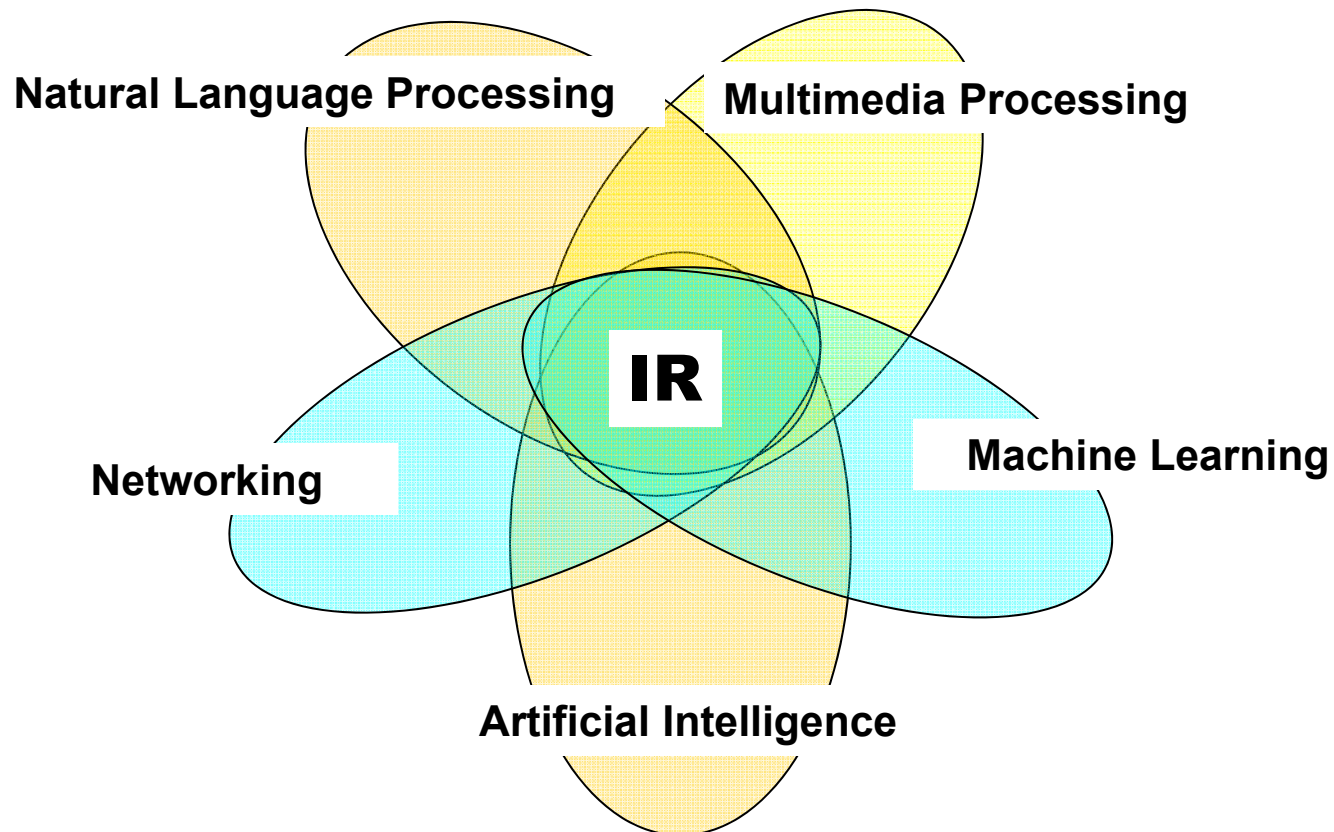 Natural Language Processing
Multimedia Processing
IR
Networking
Machine Learning
Artificial Intelligence